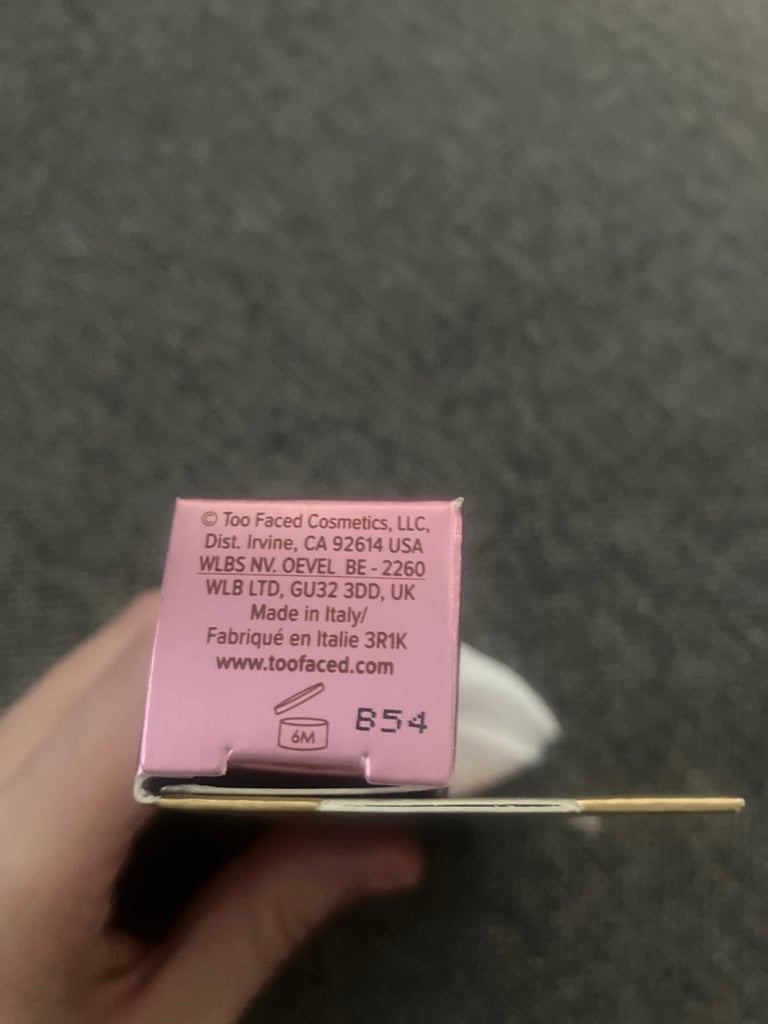 © Too Faced Cosmetics, LLC,
Dist. Irvine, CA 92614 USA
WLBS NV. OEVEL BE - 2260
WLB LTD, GU32 3DD, UK
Made in Italy/
Fabriqué en Italie 3R1K
www.toofaced.com
6M
B54